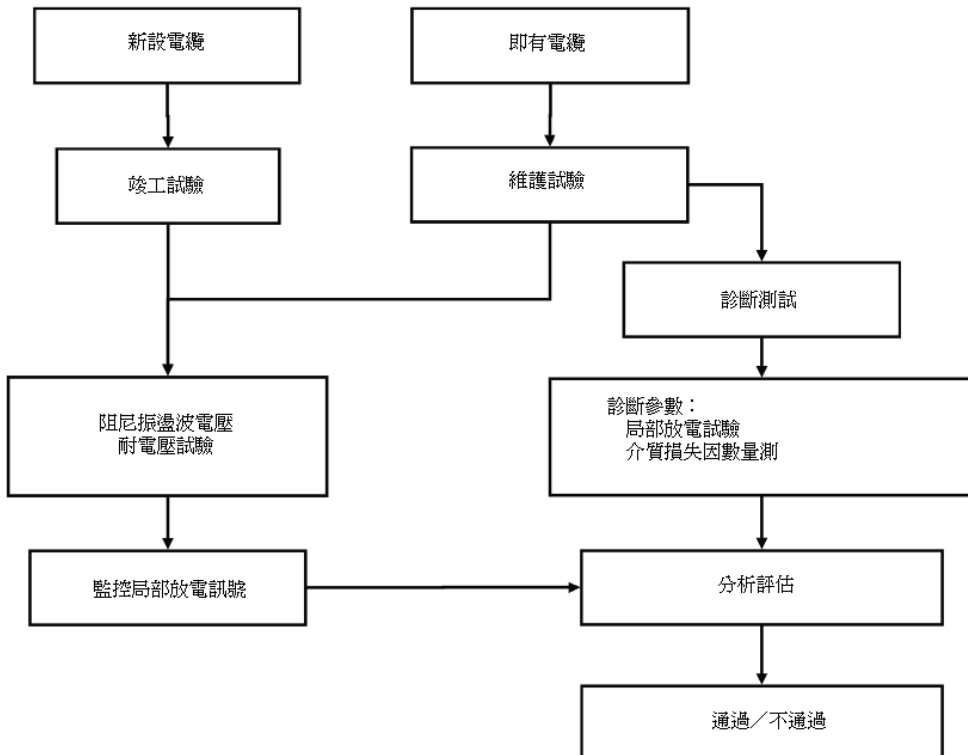 新設電纜
即有電纜
竣工試驗
維護試驗
診斷測試
阻尼振盪波電壓
耐電壓試驗
診斷參數：
局部放電試驗
介質損失因數量測
監控局部放電訊號
分析評估
通過／不通過